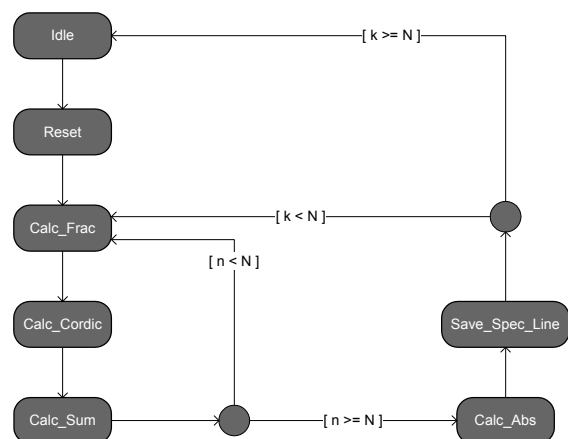 Idle
[ k >= N ]
Reset
Calc_Frac
[ k < N ]
[ n < N ]
Calc_Cordic
Save_Spec_Line
Calc_Sum
[ n >= N ]
Calc_Abs